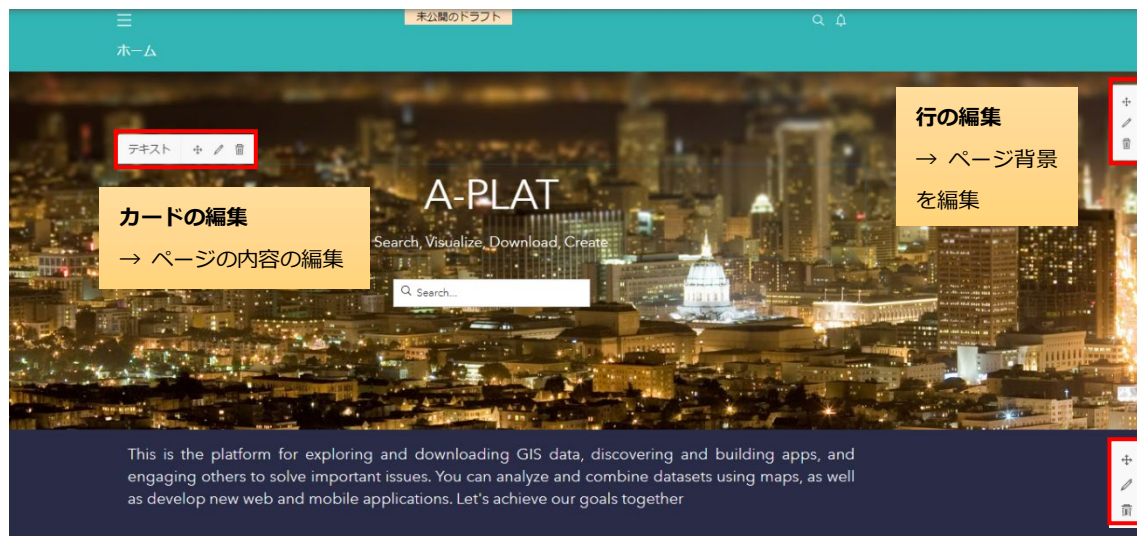 未公開のドラフト
ホーム
テキスト
行の編集
→ ページ背景
を編集
カードの編集
→ ページの内容の編集
A-PLAT
Search, Visualize, Download, Create
Search...
This is the platform for exploring and downloading GIS data, discovering and building apps, and
engaging others to solve important issues. You can analyze and combine datasets using maps, as well
as develop new web and mobile applications. Let's achieve our goals together